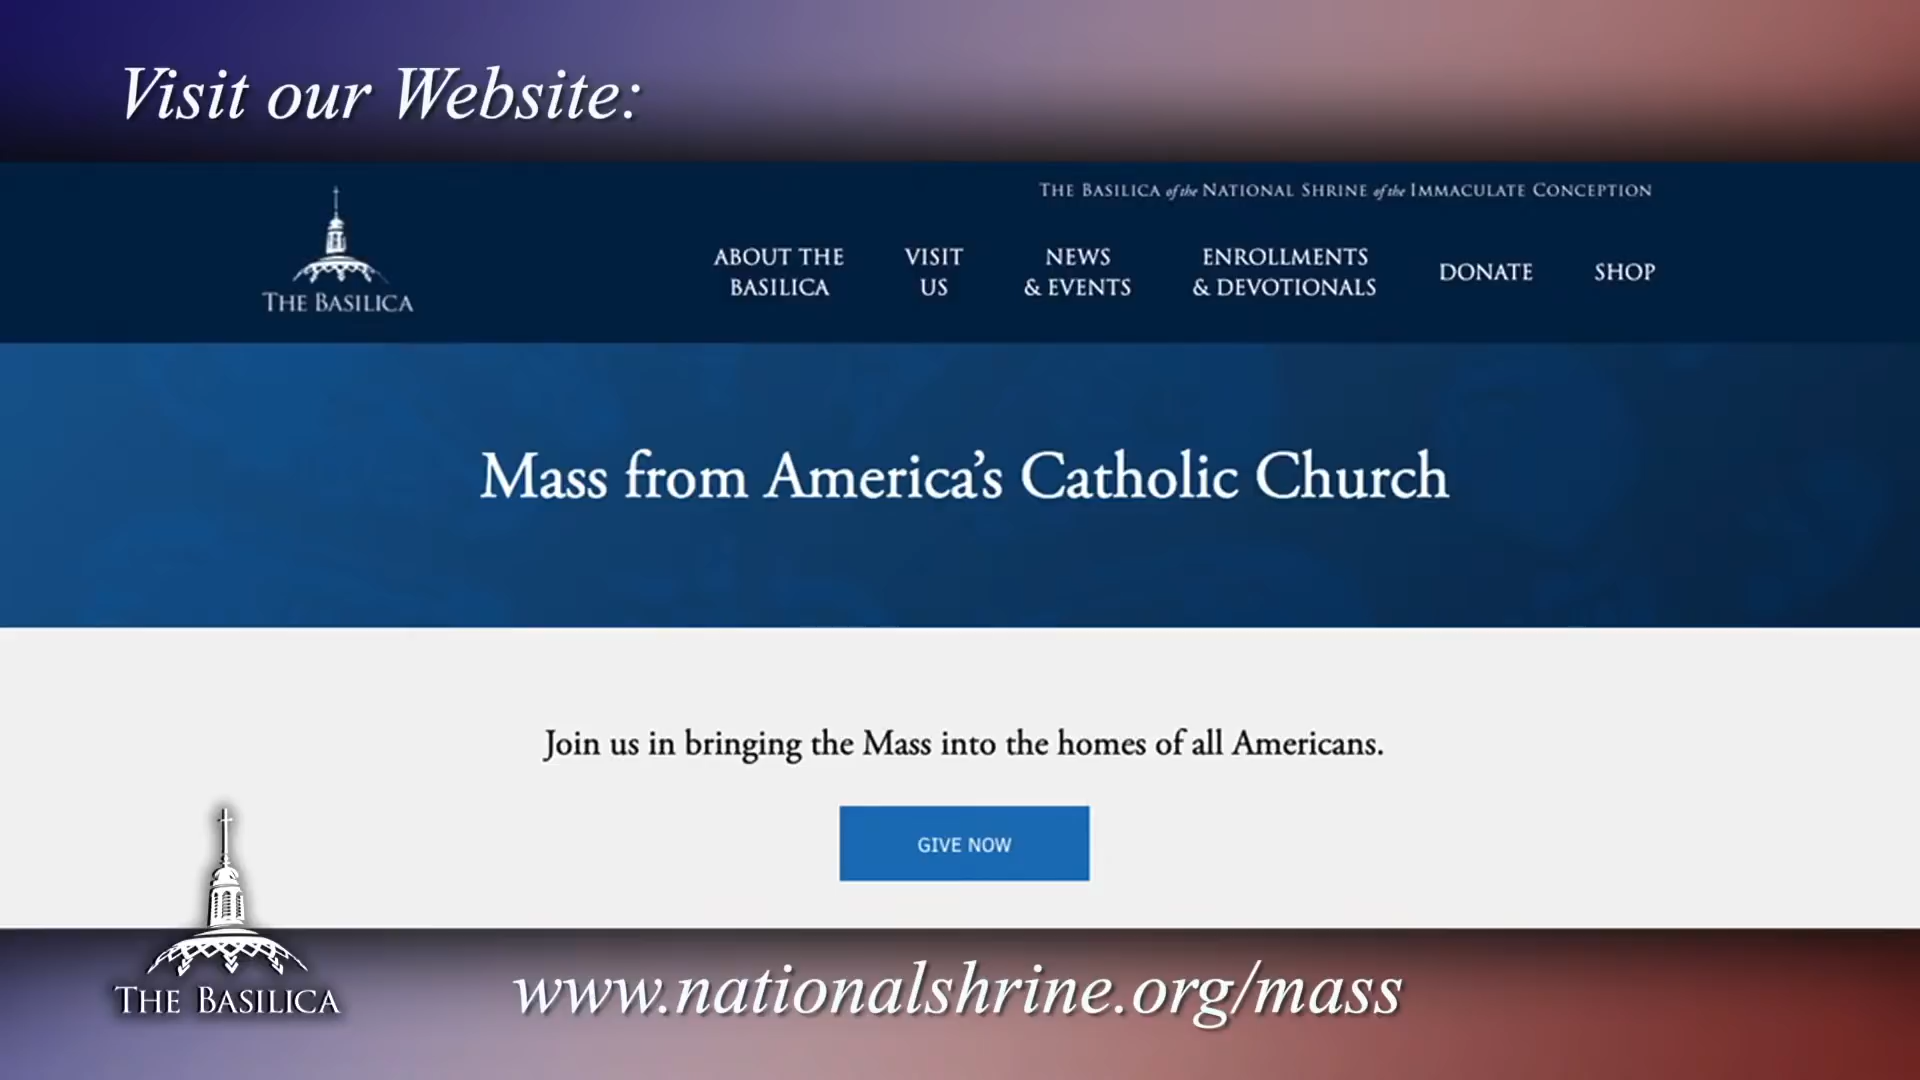 Visit our Website:
THE BASILICA of the NATIONAL SHRINE of the IMMACULATE CONCEPTION
THE BASILICA
ABOUT THE
BASILICA
VISIT
US
NEWS
& EVENTS
ENROLLMENTS
& DEVOTIONALS
DONATE
SHOP
Mass from America's Catholic Church
Join us in bringing the Mass into the homes of all Americans.
GIVE NOW
THE BASILICA
www.nationalshrine.org/mass